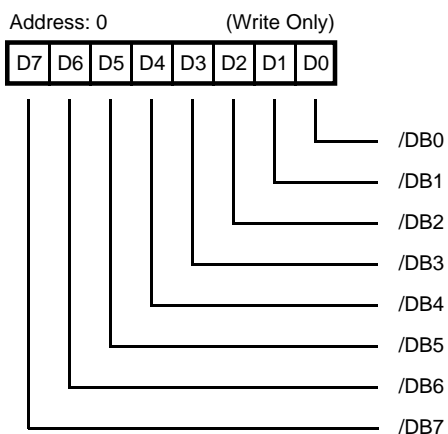 Address: 0 (Write Only)
D7 D6 D5 D4 D3 D2 D1 D0
/DB0
/DB1
/DB2
/DB3
/DB4
/DB5
/DB6
/DB7